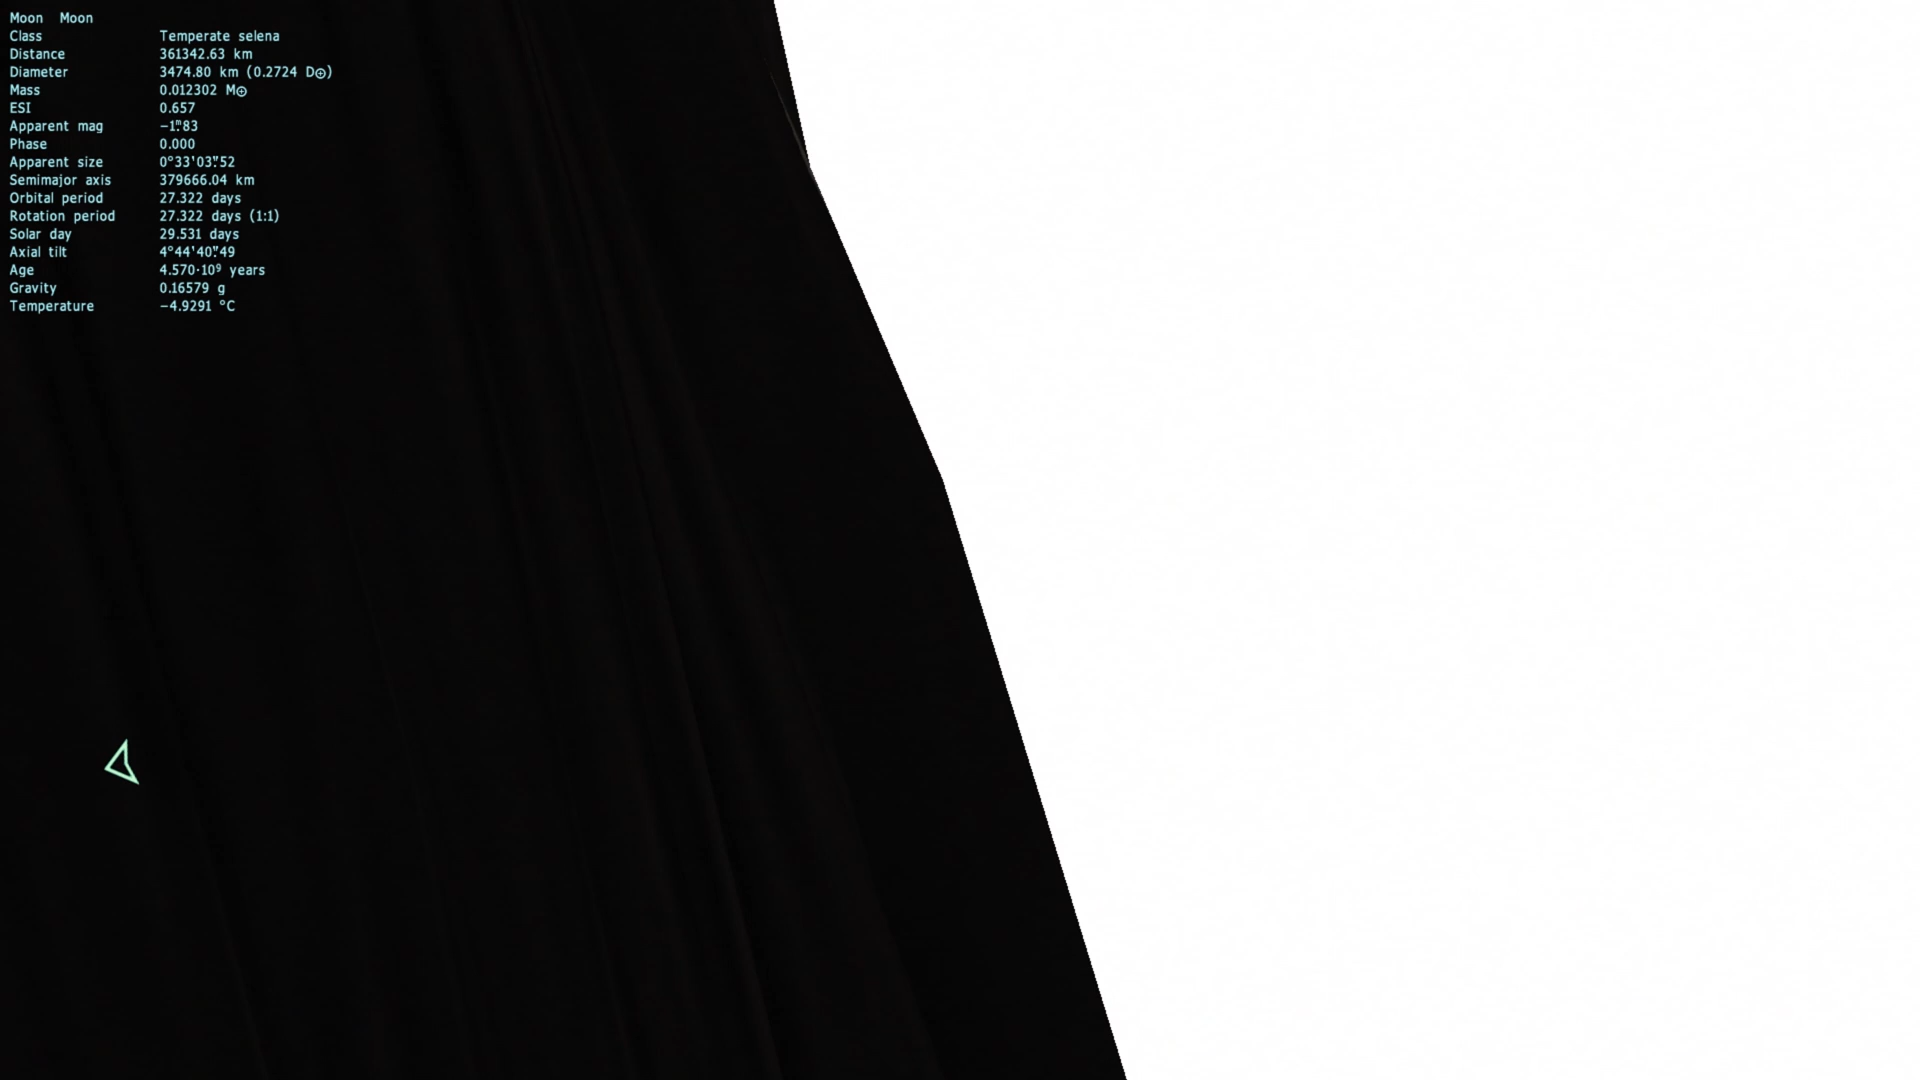 Moon Moon
Class Temperate selena
Distance 361342.63 km
Diameter 3474.80 km (0.2724 D⊕)
Mass 0.012302 M⊕
ESI 0.657
Apparent mag −1ᵐ.83
Phase 0.000
Apparent size 0°33'03".52
Semimajor axis 379666.04 km
Orbital period 27.322 days
Rotation period 27.322 days (1:1)
Solar day 29.531 days
Axial tilt 4°44'40".49
Age 4.570·10⁹ years
Gravity 0.16579 g
Temperature −4.9291 °C